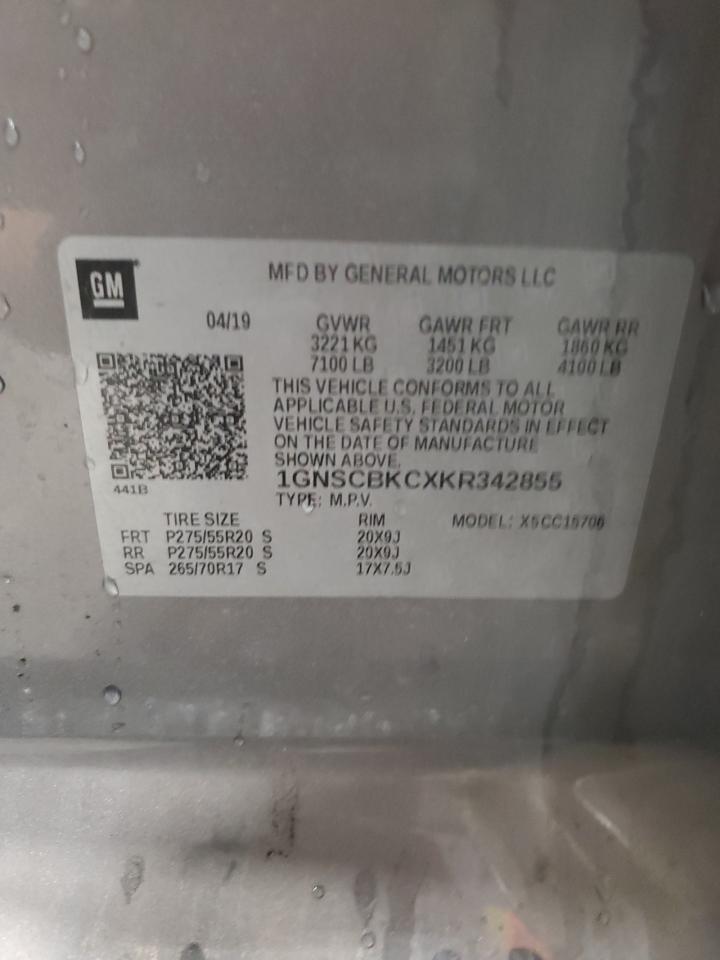 GM
MFD BY GENERAL MOTORS LLC
04/19 GVWR GAWR FRT GAWR RR
3221 KG 1451 KG 1860 KG
7100 LB 3200 LB 4100 LB
THIS VEHICLE CONFORMS TO ALL
APPLICABLE U.S. FEDERAL MOTOR
VEHICLE SAFETY STANDARDS IN EFFECT
ON THE DATE OF MANUFACTURE
SHOWN ABOVE.
1GNSCBKCXKR342855
441B
TYPE: M.P.V.
TIRE SIZE RIM MODEL: X5CC15706
FRT P275/55R20 S 20X9J
RR P275/55R20 S 20X9J
SPA 265/70R17 S 17X7.5J